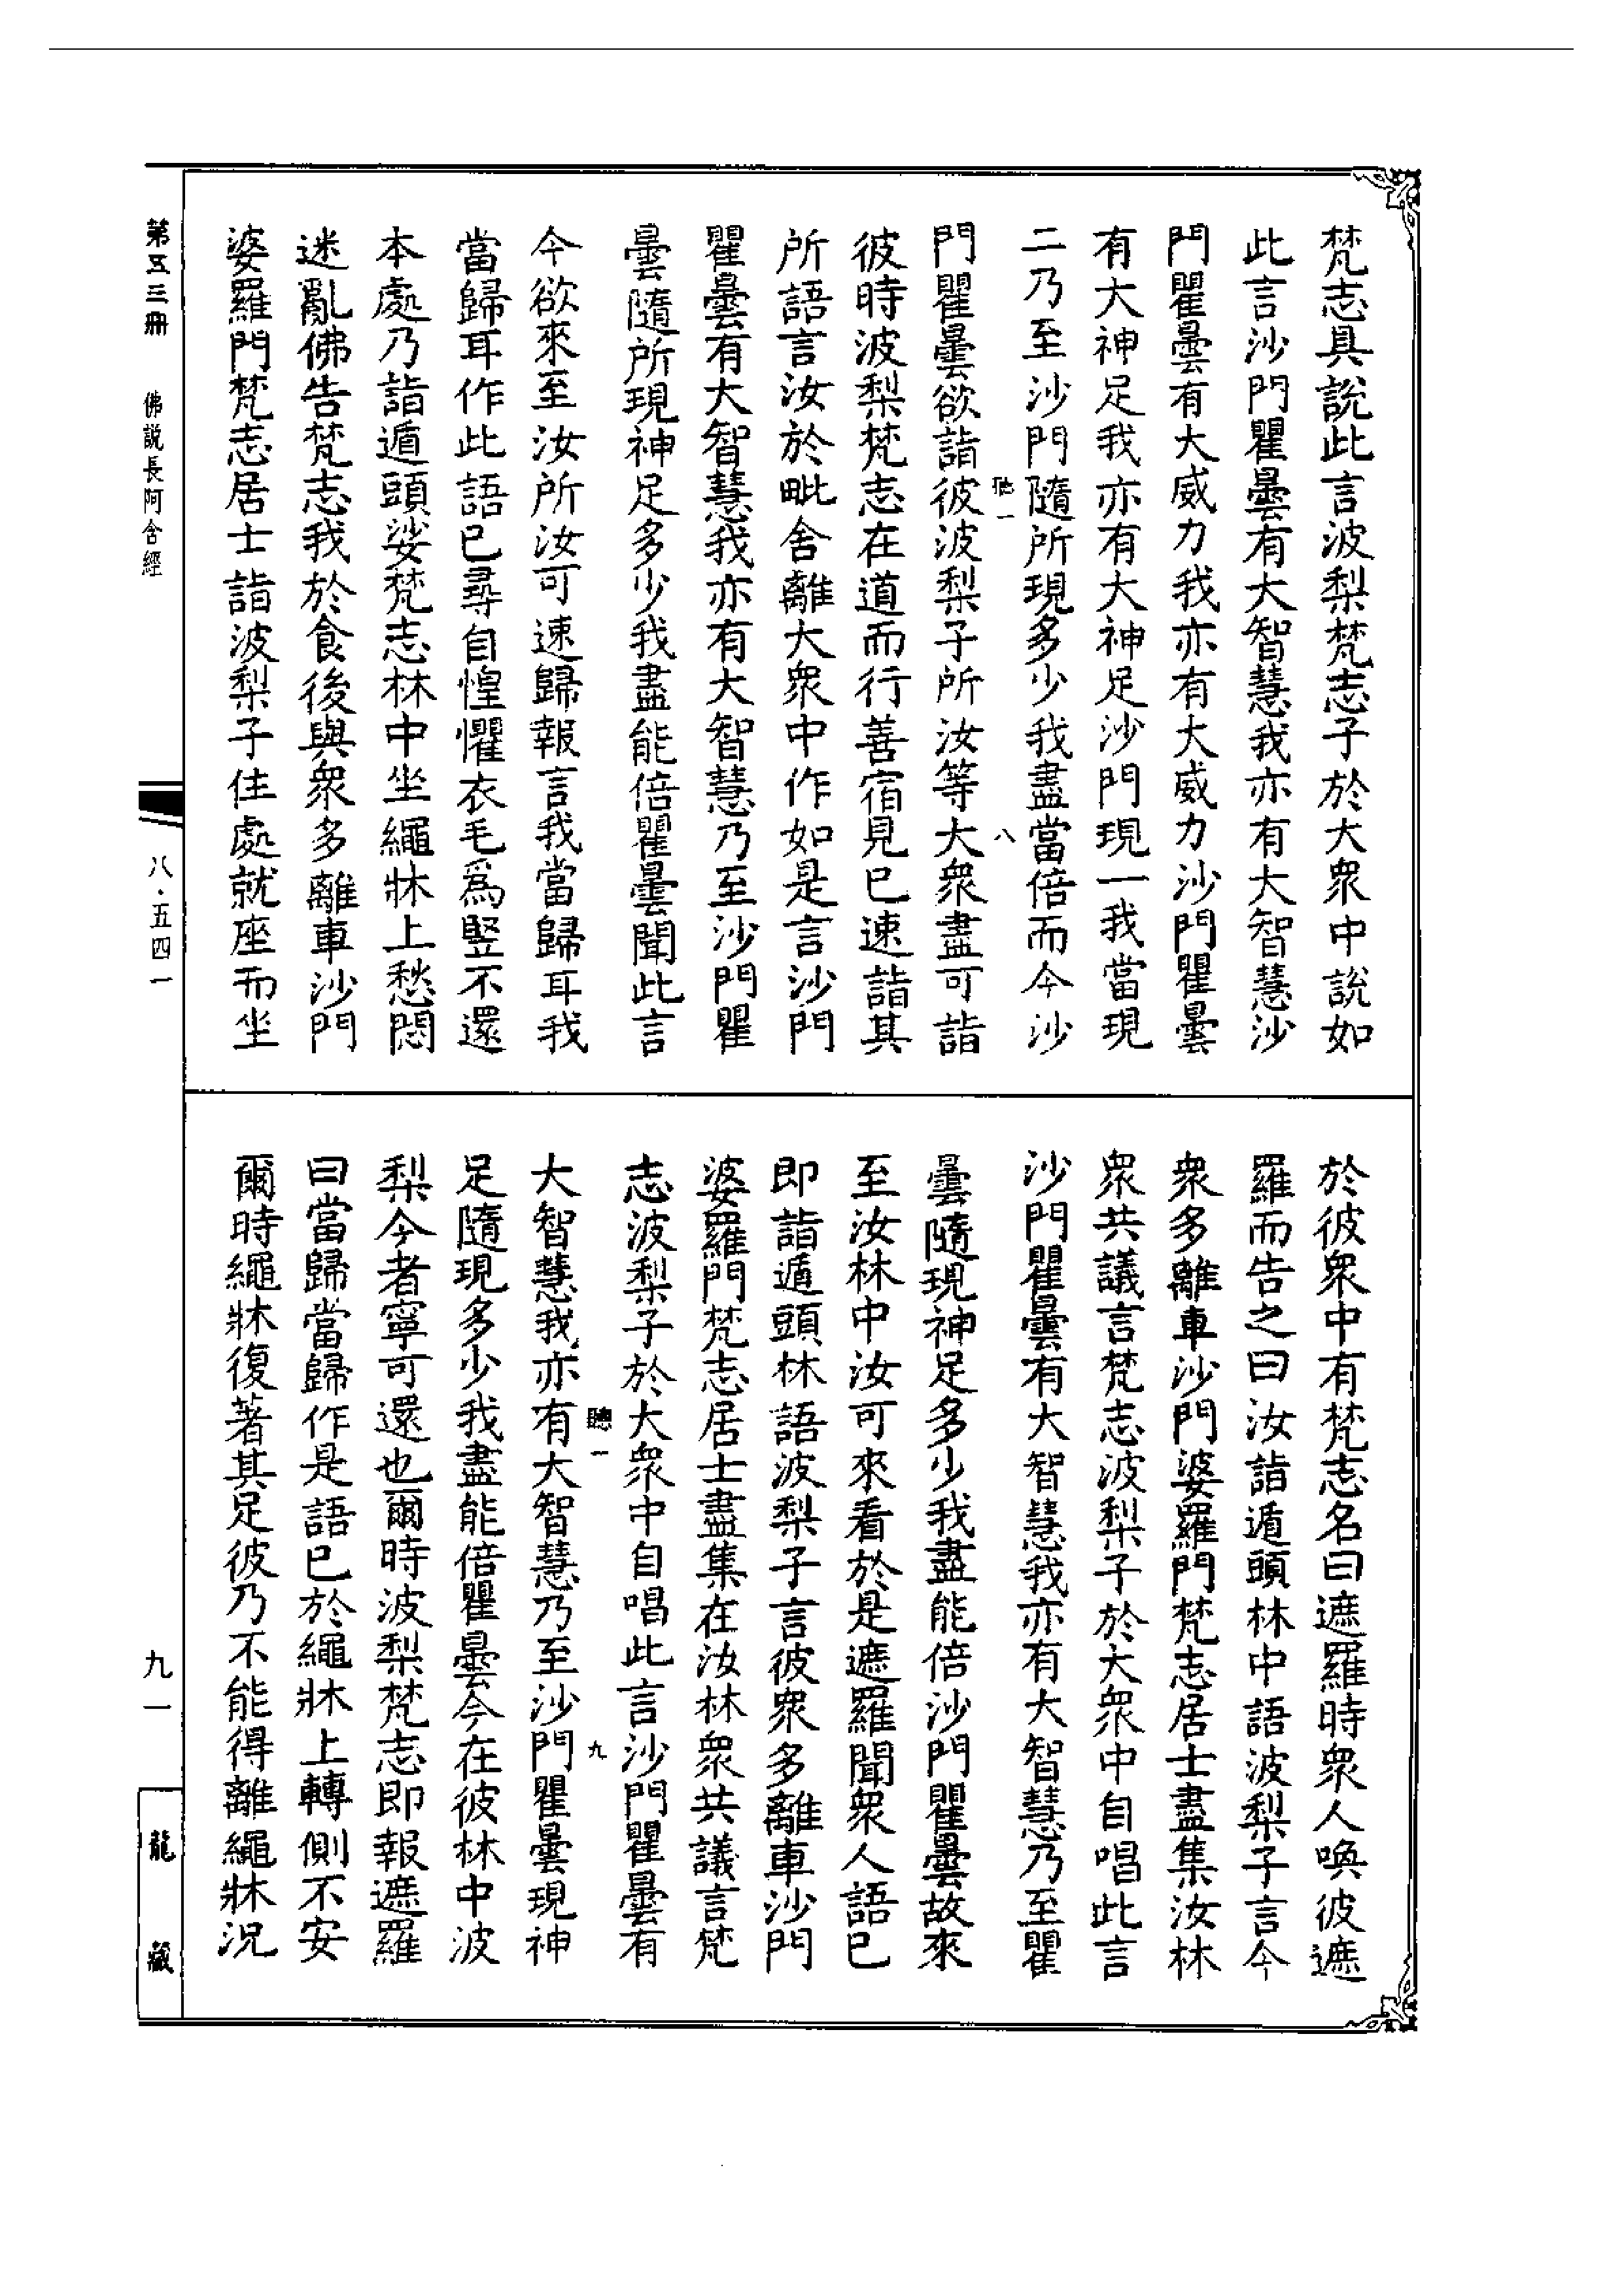 梵志具說此言波梨梵志子於大眾中說如
此言沙門瞿曇有大智慧我亦有大智慧沙
門瞿曇有大威力我亦有大威力沙門瞿曇
有大神足我亦有大神足沙門現一我當現
二乃至沙門隨所現多少我盡當倍而今沙
聽一
八
門瞿曇欲詣彼波梨子所汝等大眾盡可詣
彼時波梨梵志在道而行善宿見已速詣其
所語言汝於毗舍離大眾中作如是言沙門
瞿曇有大智慧我亦有大智慧乃至沙門瞿
曇隨所現神足多少我盡能倍瞿曇聞此言
今欲來至汝所汝可速歸報言我當歸耳我
當歸耳作此語已尋自惶懼衣毛為竪不還
本處乃詣遁頭娑梵志林中坐繩牀上愁悶
迷亂佛告梵志我於食後與眾多離車沙門
婆羅門梵志居士詣波梨子住處就座而坐
於彼眾中有梵志名曰遮羅時眾人喚彼遮
羅而告之曰汝詣遁頭林中語波梨子言今
眾多離車沙門婆羅門梵志居士盡集汝林
眾共議言梵志波梨子於大眾中自唱此言
沙門瞿曇有大智慧我亦有大智慧乃至瞿
曇隨現神足多少我盡能倍沙門瞿曇故來
至汝林中汝可來看於是遮羅聞眾人語已
即詣遁頭林語波梨子言彼眾多離車沙門
婆羅門梵志居士盡集在汝林眾共議言梵
志波梨子於大眾中自唱此言沙門瞿曇有
聽一
九
大智慧我亦有大智慧乃至沙門瞿曇現神
足隨現多少我盡能倍瞿曇今在彼林中波
梨今者寧可還也爾時波梨梵志即報遮羅
曰當歸當歸作是語已於繩牀上轉側不安
爾時繩牀復著其足彼乃不能得離繩牀況
第五三冊
佛説長阿含經
八·五四一
九一
龍藏